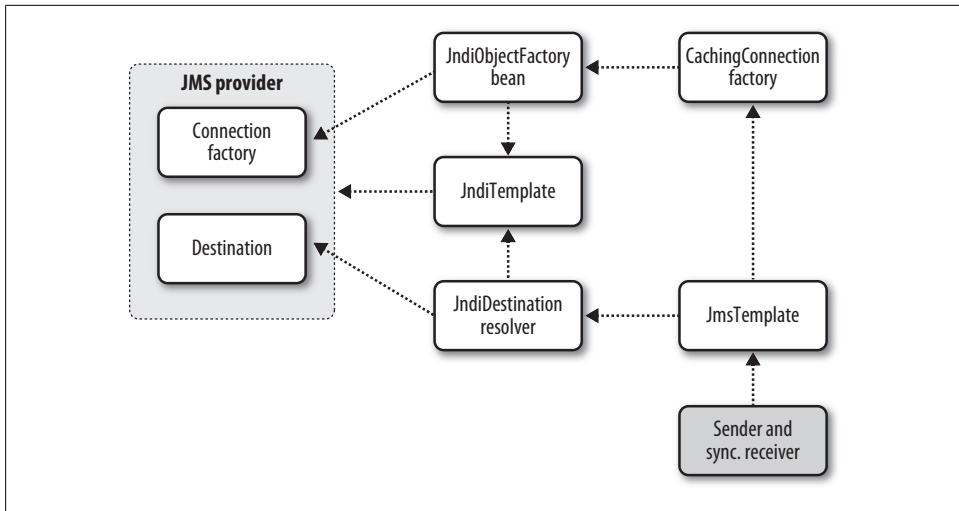 JMS provider
Connection
factory
Destination
JndiObjectFactory
bean
JndiTemplate
JndiDestination
resolver
CachingConnection
factory
JmsTemplate
Sender and
sync. receiver